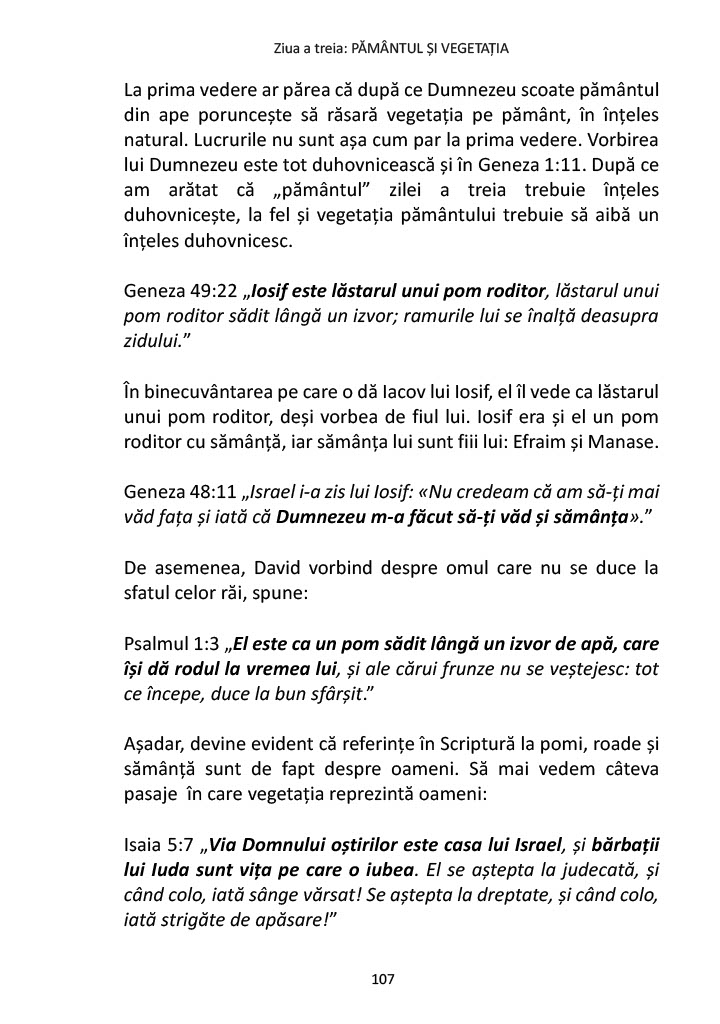 Ziua a treia: PĂMÂNTUL ȘI VEGETAȚIA
La prima vedere ar părea că după ce Dumnezeu scoate pământul
din ape poruncește să răsară vegetația pe pământ, în înțeles
natural. Lucrurile nu sunt așa cum par la prima vedere. Vorbirea
lui Dumnezeu este tot duhovnicească și în Geneza 1:11. După ce
am arătat că „pământul” zilei a treia trebuie înțeles
duhovnicește, la fel și vegetația pământului trebuie să aibă un
înțeles duhovnicesc.
Geneza 49:22 „Iosif este lăstarul unui pom roditor, lăstarul unui
pom roditor sădit lângă un izvor; ramurile lui se înalță deasupra
zidului.”
În binecuvântarea pe care o dă Iacov lui Iosif, el îl vede ca lăstarul
unui pom roditor, deși vorbea de fiul lui. Iosif era și el un pom
roditor cu sămânță, iar sămânța lui sunt fiii lui: Efraim și Manase.
Geneza 48:11 „Israel i-a zis lui Iosif: «Nu credeam că am să-ți mai
văd fața și iată că Dumnezeu m-a făcut să-ți văd și sămânța».”
De asemenea, David vorbind despre omul care nu se duce la
sfatul celor răi, spune:
Psalmul 1:3 „El este ca un pom sădit lângă un izvor de apă, care
își dă rodul la vremea lui, și ale cărui frunze nu se veștejesc: tot
ce începe, duce la bun sfârșit.”
Așadar, devine evident că referințe în Scriptură la pomi, roade și
sămânță sunt de fapt despre oameni. Să mai vedem câteva
pasaje în care vegetația reprezintă oameni:
Isaia 5:7 „Via Domnului oștirilor este casa lui Israel, și bărbații
lui Iuda sunt vița pe care o iubea. El se aștepta la judecată, și
când colo, iată sânge vărsat! Se aștepta la dreptate, și când colo,
iată strigăte de apăsare!”
107